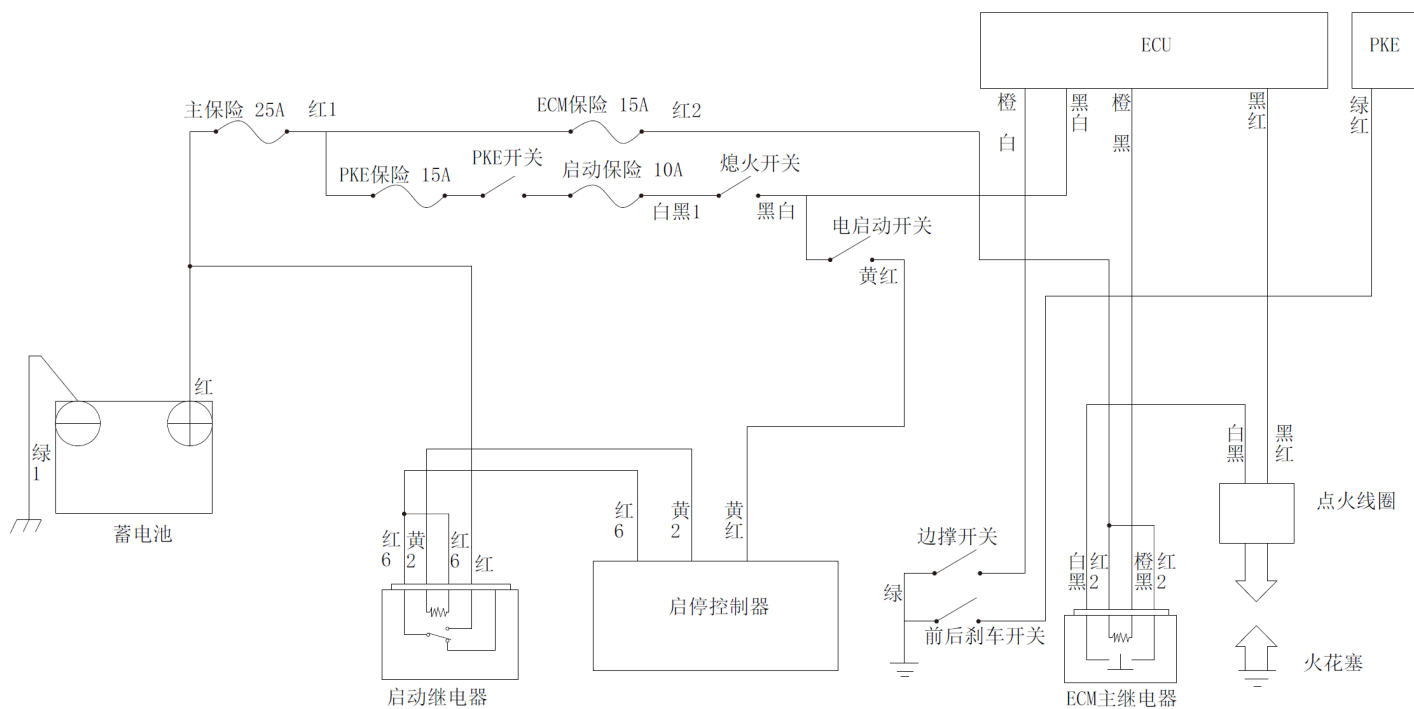 ECU
PKE
主保险 25A
红1
ECM保险 15A
红2
橙白
黑白
橙黑
黑红
绿红
PKE保险 15A
PKE开关
启动保险 10A
熄火开关
白黑1
黑白
电启动开关
黄红
红
绿1
蓄电池
红6
黄2
红6
红
启动继电器
红6
黄2
黄红
启停控制器
边撑开关
绿
前后刹车开关
白黑
红2
橙黑
红2
ECM主继电器
白黑
黑红
点火线圈
火花塞